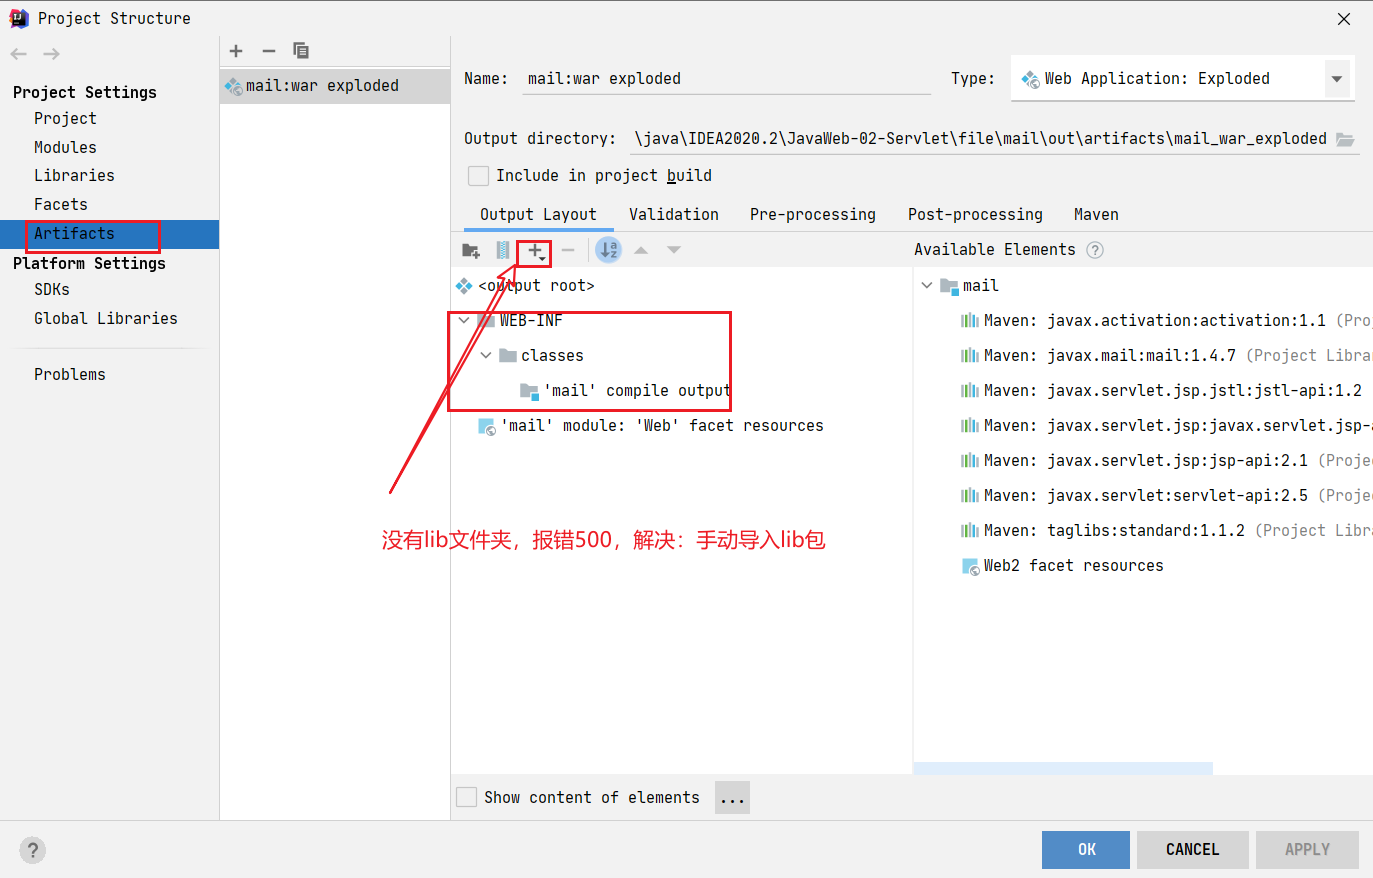 Project Structure
Project Settings
Project
Modules
Libraries
Facets
Artifacts
Platform Settings
SDKs
Global Libraries
Problems
mail:war exploded
Name: mail:war exploded
Type: Web Application: Exploded
Output directory: \java\IDEA2020.2\JavaWeb-02-Servlet\file\mail\out\artifacts\mail_war_exploded
Include in project build
Output Layout Validation Pre-processing Post-processing Maven
Available Elements ?
<output root>
WEB-INF
classes
'mail' compile output
'mail' module: 'Web' facet resources
没有lib文件夹，报错500，解决：手动导入lib包
mail
Maven: javax.activation:activation:1.1 (Proj
Maven: javax.mail:mail:1.4.7 (Project Librar
Maven: javax.servlet.jsp.jstl:jstl-api:1.2
Maven: javax.servlet.jsp:javax.servlet.jsp-a
Maven: javax.servlet.jsp:jsp-api:2.1 (Projec
Maven: javax.servlet:servlet-api:2.5 (Projec
Maven: taglibs:standard:1.1.2 (Project Libra
Web2 facet resources
Show content of elements ...
? OK CANCEL APPLY